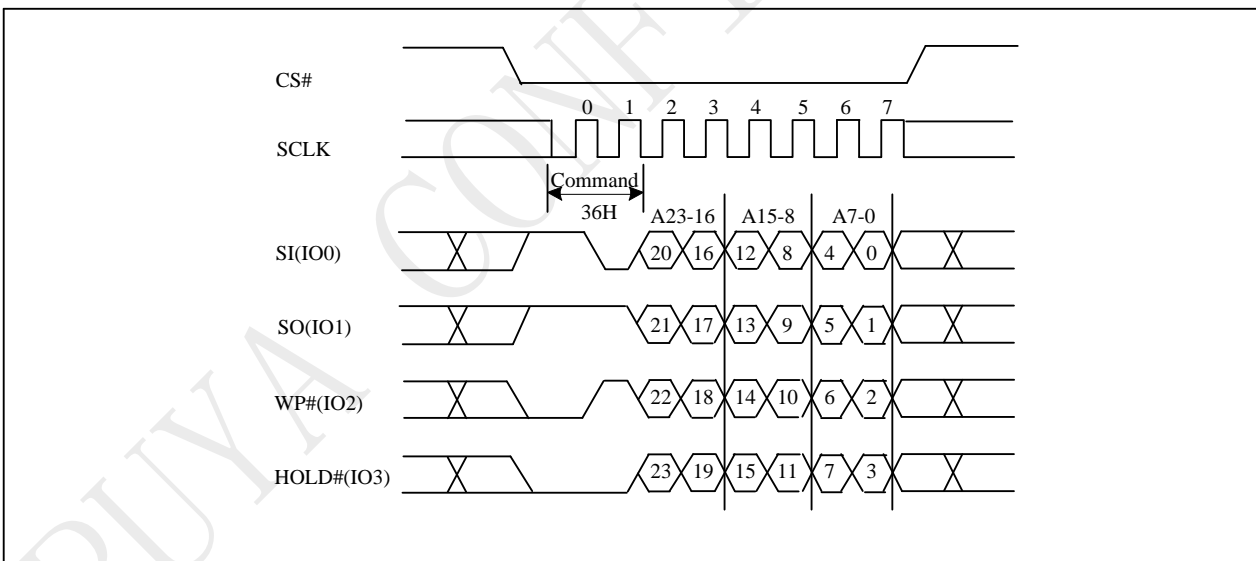 CS#
0 1 2 3 4 5 6 7
SCLK
Command
36H
A23-16 A15-8 A7-0
SI(IO0) 20 16 12 8 4 0
SO(IO1) 21 17 13 9 5 1
WP#(IO2) 22 18 14 10 6 2
HOLD#(IO3) 23 19 15 11 7 3
PUYA CONF